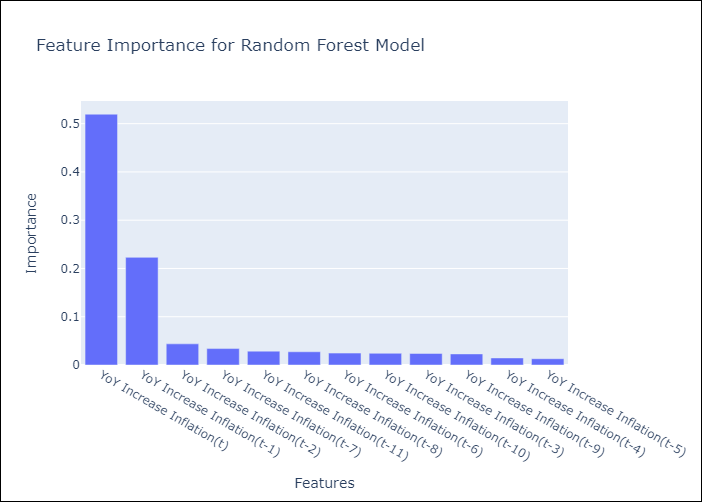 Feature Importance for Random Forest Model
Importance
0.5
0.4
0.3
0.2
0.1
0
YoY Increase Inflation(t)
YoY Increase Inflation(t-1)
YoY Increase Inflation(t-2)
YoY Increase Inflation(t-7)
YoY Increase Inflation(t-11)
YoY Increase Inflation(t-8)
YoY Increase Inflation(t-6)
YoY Increase Inflation(t-10)
YoY Increase Inflation(t-3)
YoY Increase Inflation(t-9)
YoY Increase Inflation(t-4)
YoY Increase Inflation(t-5)
Features